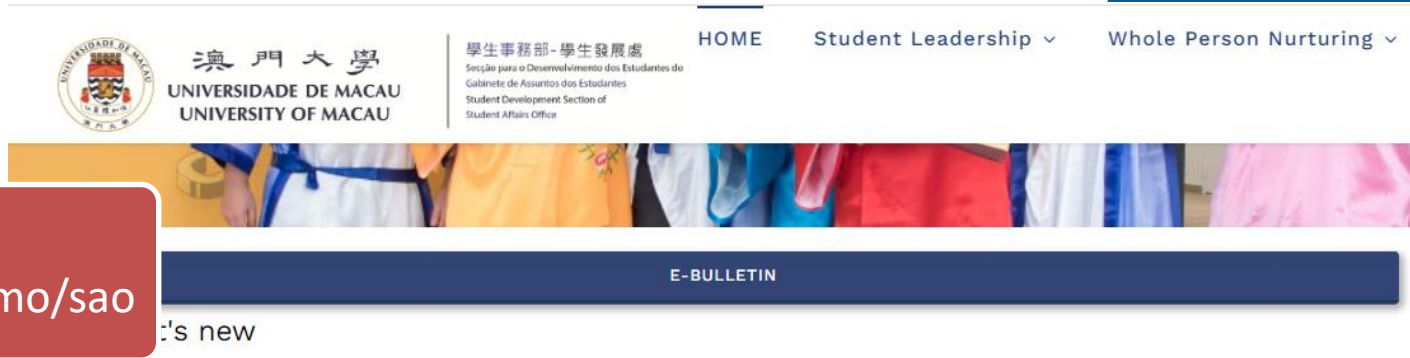 澳門大學
UNIVERSIDADE DE MACAU
UNIVERSITY OF MACAU
學生事務部-學生發展處
Secção para o Desenvolvimento dos Estudantes do
Gabinete de Assuntos dos Estudantes
Student Development Section of
Student Affairs Office
HOME
Student Leadership
Whole Person Nurturing
E-BULLETIN
mo/sao
t's new